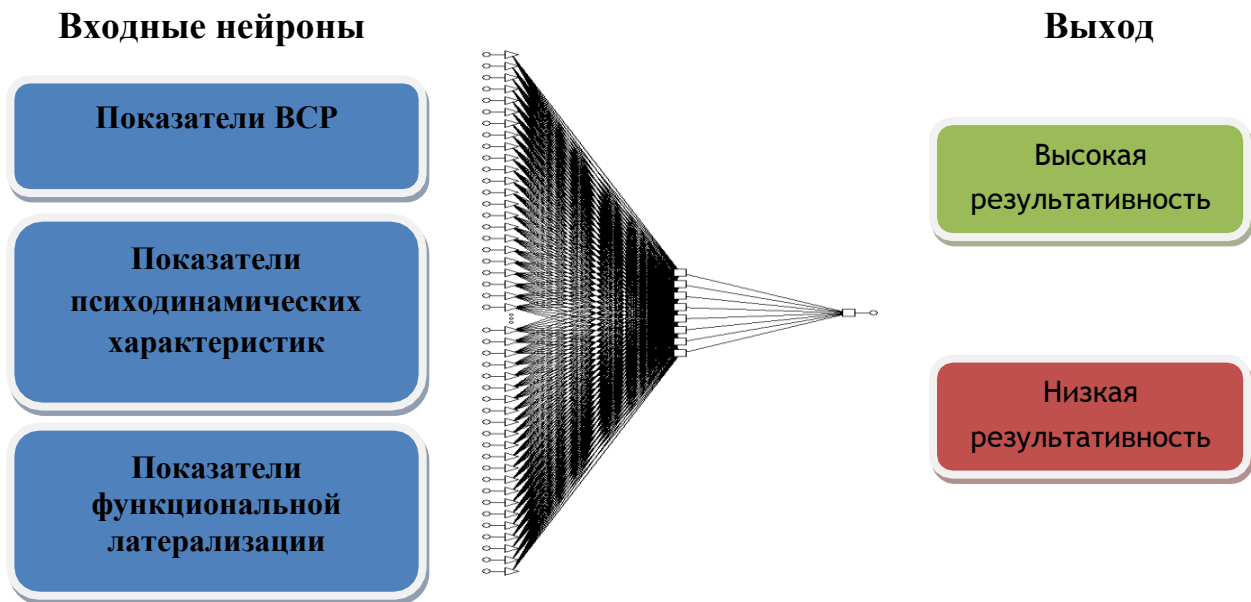 Входные нейроны
Выход
Показатели ВСР
Показатели
психодинамических
характеристик
Показатели
функциональной
латерализации
Высокая
результативность
Низкая
результативность